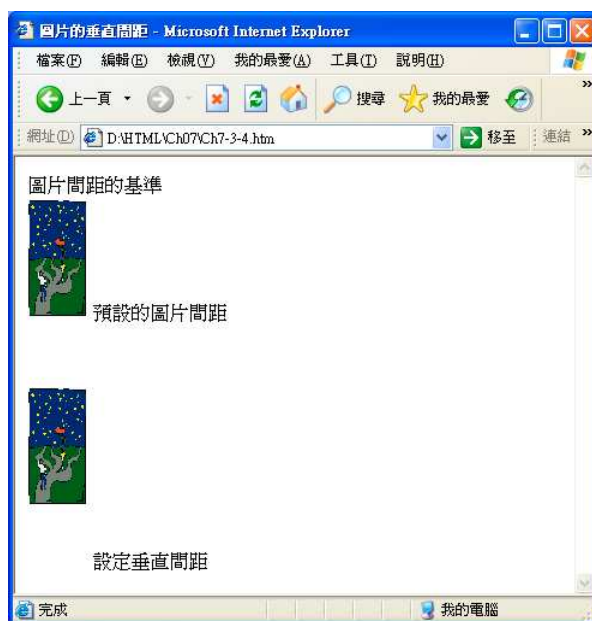 圖片的垂直間距 - Microsoft Internet Explorer
檔案(F) 編輯(E) 檢視(V) 我的最愛(A) 工具(T) 說明(H)
上一頁 搜尋 我的最愛 »
網址(D) D:\HTML\Ch07\Ch7-3-4.htm 移至 連結 »
圖片間距的基準
預設的圖片間距
設定垂直間距
完成 我的電腦